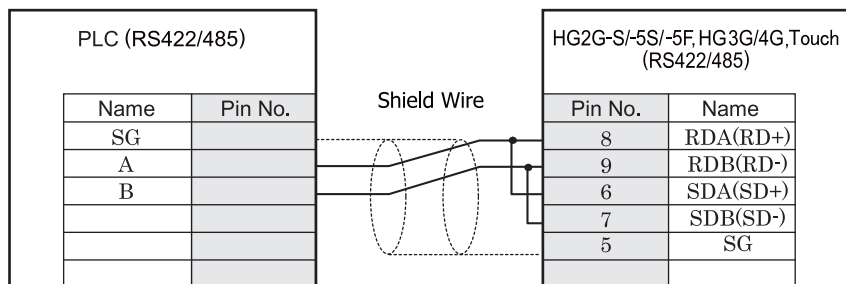 PLC (RS422/485)
HG2G-S/-5S/-5F, HG3G/4G, Touch
(RS422/485)
Shield Wire
Name Pin No.
SG
A
B
Pin No. Name
8 RDA(RD+)
9 RDB(RD-)
6 SDA(SD+)
7 SDB(SD-)
5 SG